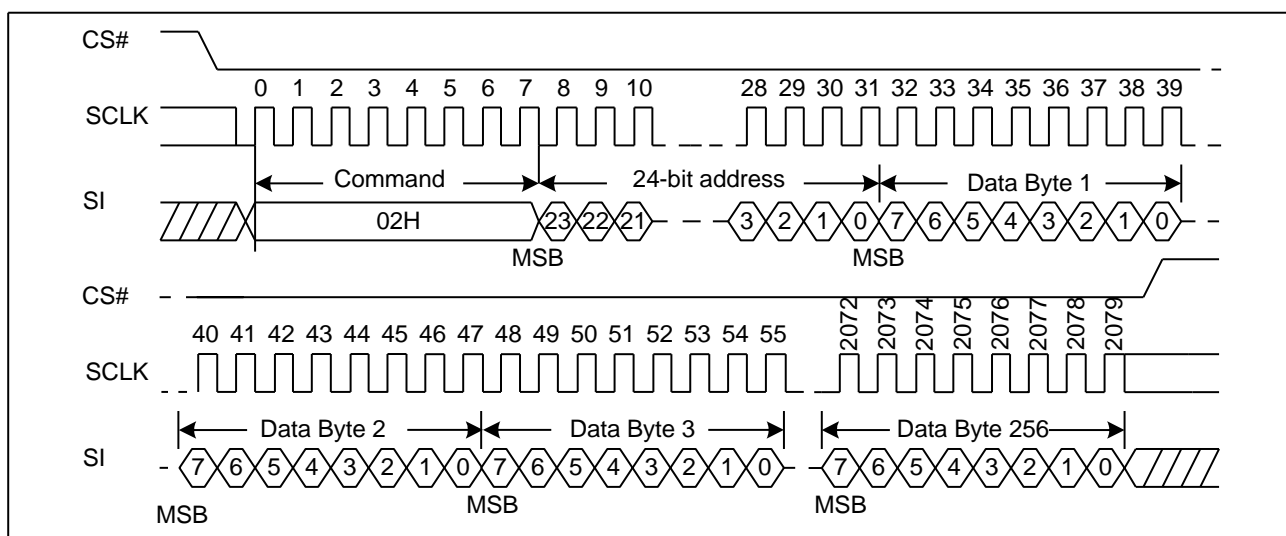 CS#
0 1 2 3 4 5 6 7 8 9 10 28 29 30 31 32 33 34 35 36 37 38 39
SCLK
Command 24-bit address Data Byte 1
SI
02H 23 22 21 3 2 1 0 7 6 5 4 3 2 1 0
MSB MSB
CS#
40 41 42 43 44 45 46 47 48 49 50 51 52 53 54 55 2072 2073 2074 2075 2076 2077 2078 2079
SCLK
Data Byte 2 Data Byte 3 Data Byte 256
SI
7 6 5 4 3 2 1 0 7 6 5 4 3 2 1 0 7 6 5 4 3 2 1 0
MSB MSB MSB